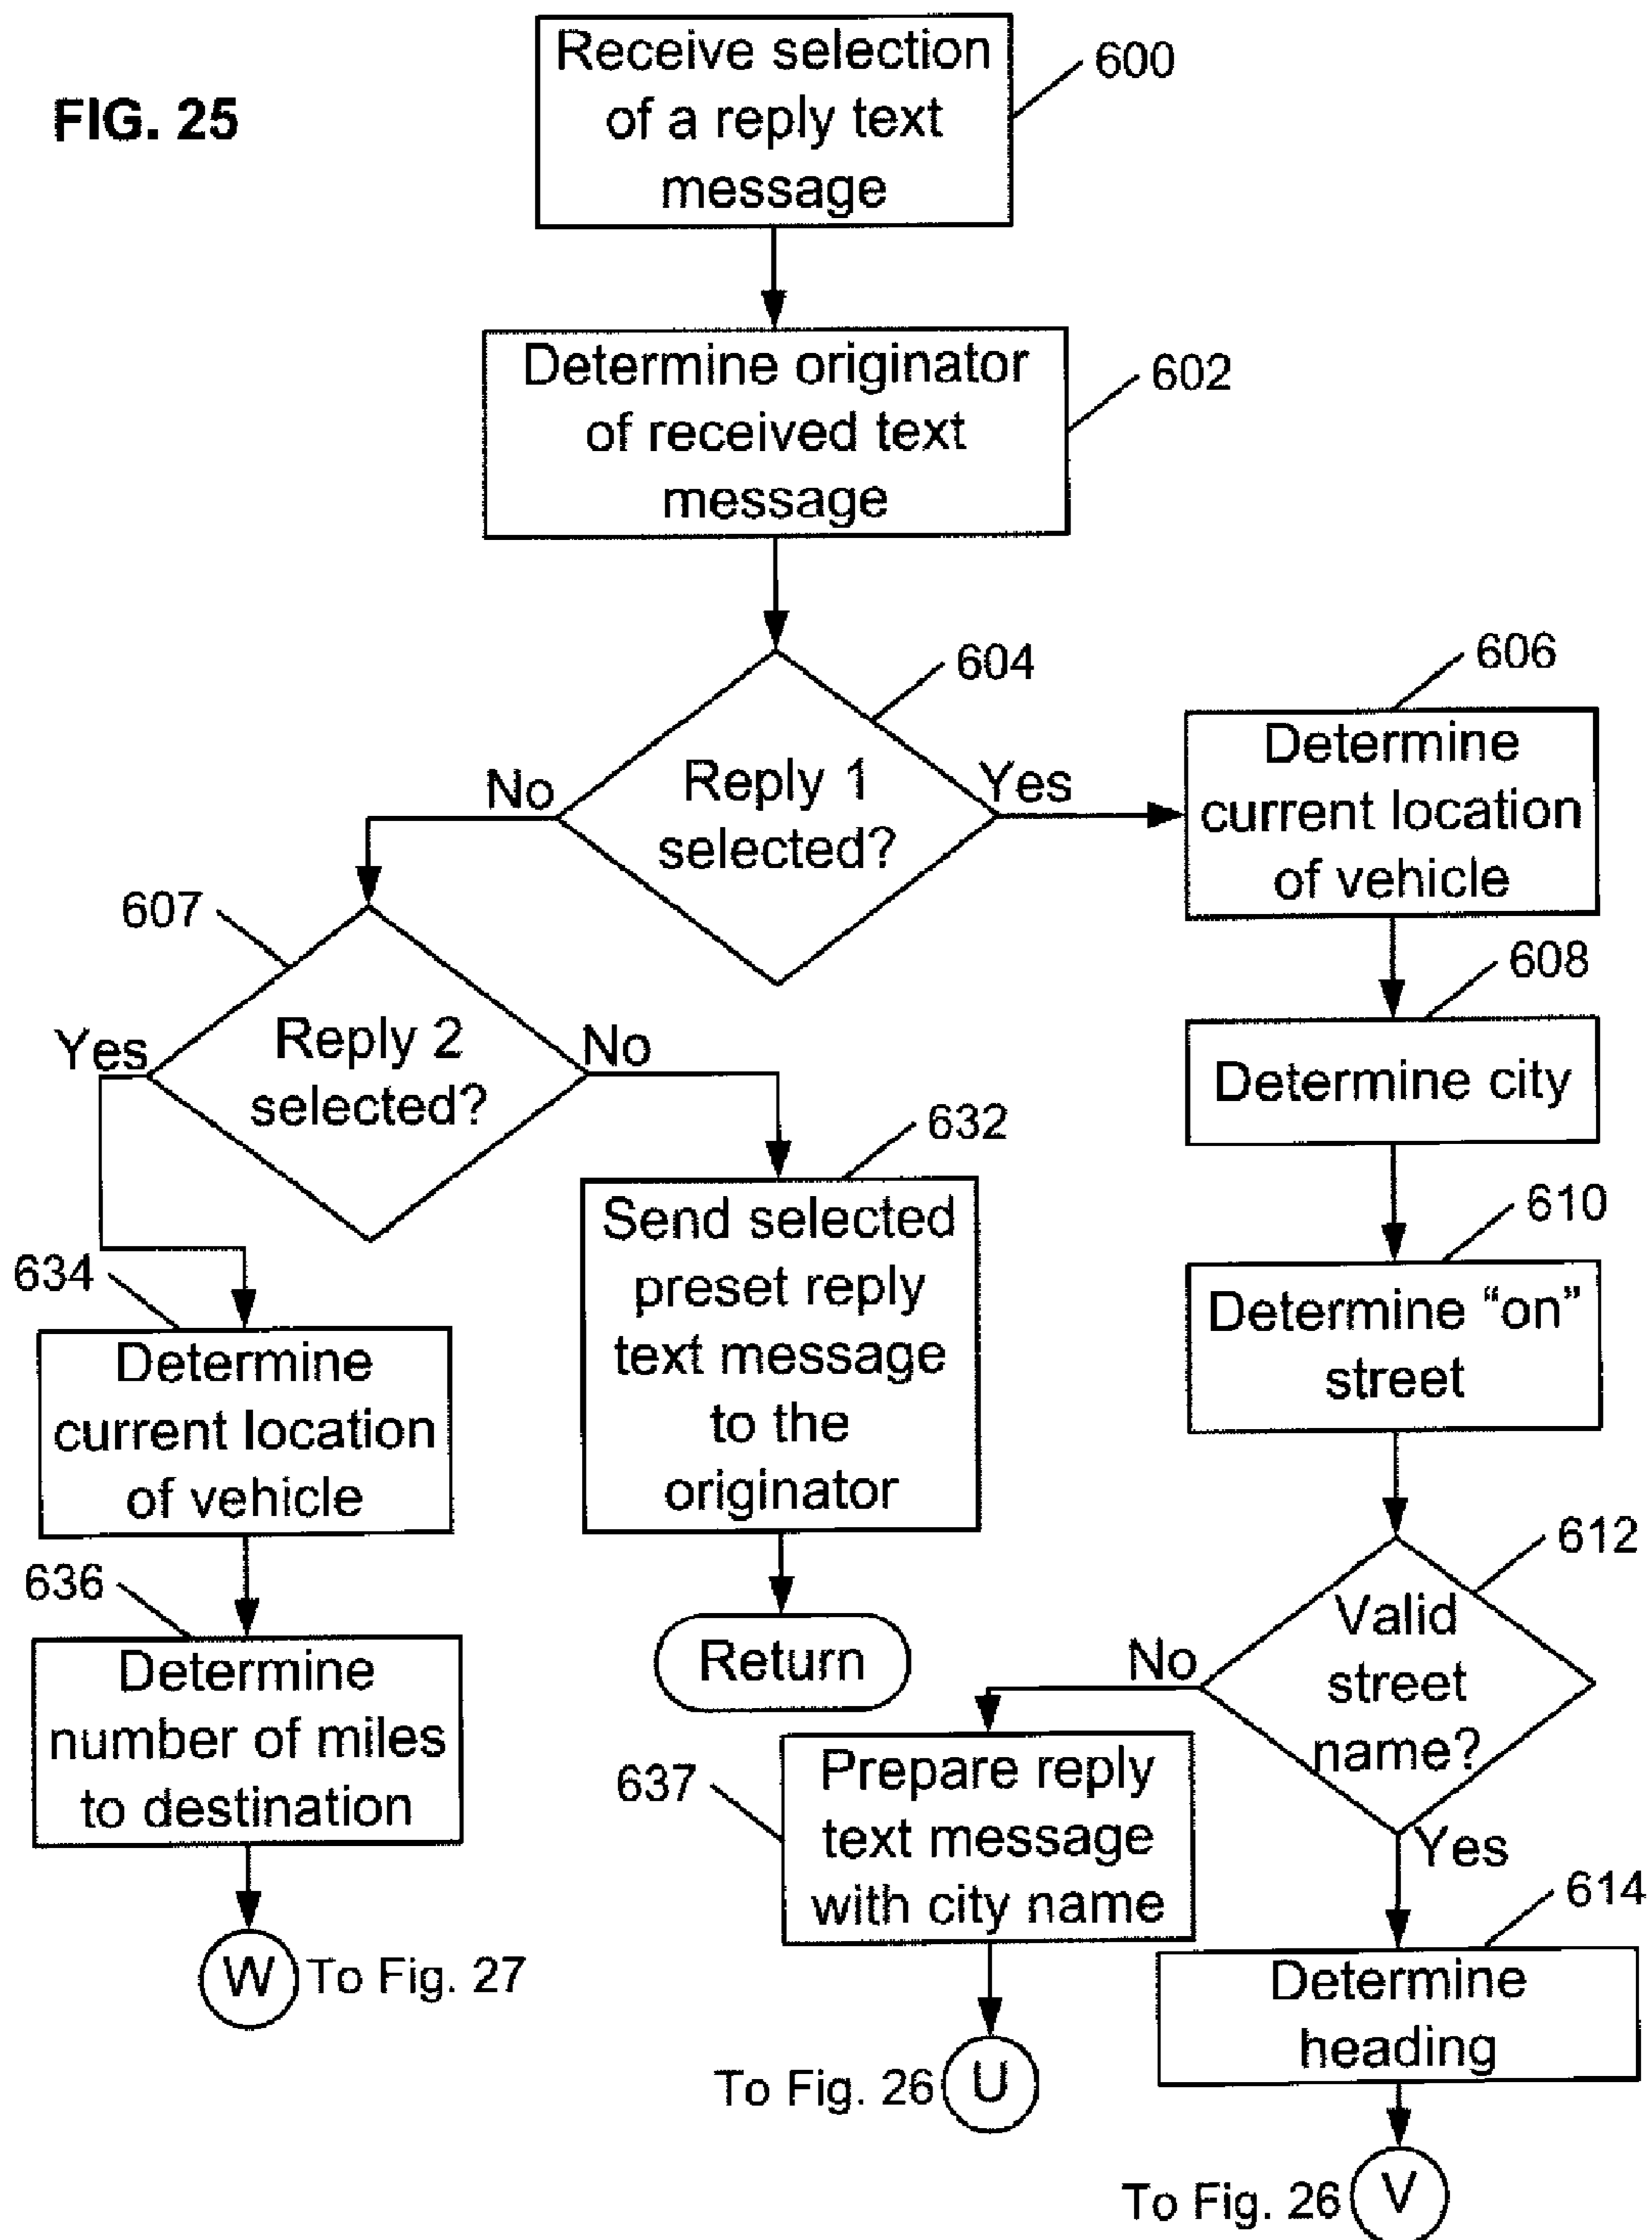 FIG. 25
Receive selection
of a reply text
message
600
Determine originator
of received text
message
602
604
Reply 1
selected?
No
Yes
606
Determine
current location
of vehicle
607
Reply 2
selected?
Yes
No
608
Determine city
632
Send selected
preset reply
text message
to the
originator
610
Determine “on”
street
634
Determine
current location
of vehicle
612
Valid
street
name?
No
Yes
636
Determine
number of miles
to destination
Return
637
Prepare reply
text message
with city name
614
Determine
heading
W
To Fig. 27
To Fig. 26
U
To Fig. 26
V